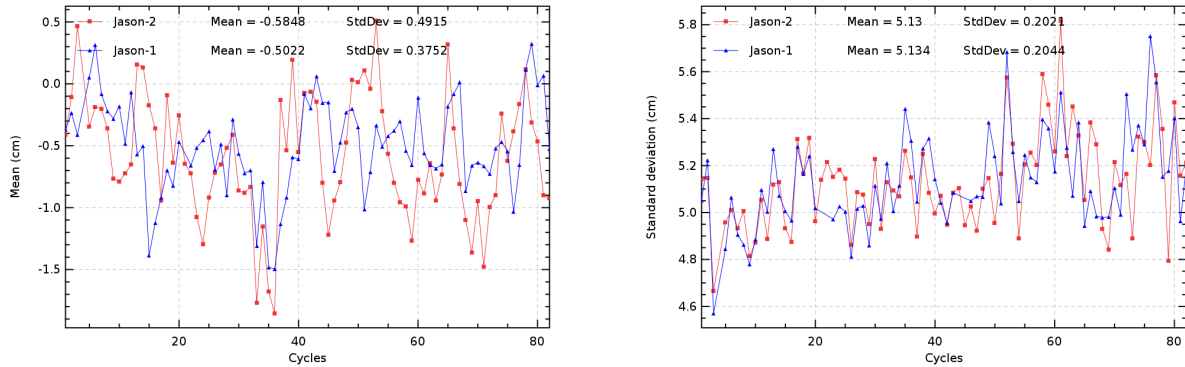 Jason-2 Mean = -0.5848 StdDev = 0.4915
Jason-1 Mean = -0.5022 StdDev = 0.3752
0.5
0.0
-0.5
-1.0
-1.5
Mean (cm)
20 40 60 80
Cycles
Jason-2 Mean = 5.13 StdDev = 0.2021
Jason-1 Mean = 5.134 StdDev = 0.2044
5.8
5.6
5.4
5.2
5.0
4.8
4.6
Standard deviation (cm)
20 40 60 80
Cycles